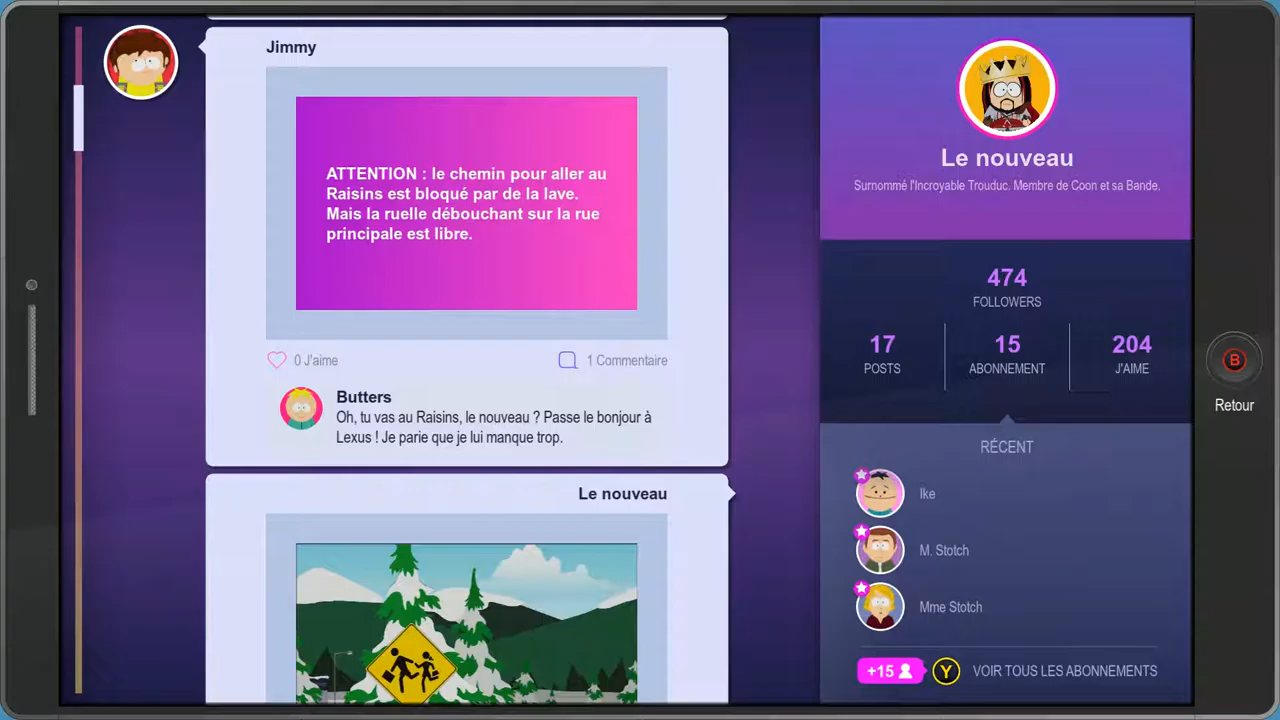 Jimmy
ATTENTION : le chemin pour aller au
Raisins est bloqué par de la lave.
Mais la ruelle débouchant sur la rue
principale est libre.
0 J'aime
1 Commentaire
Butters
Oh, tu vas au Raisins, le nouveau ? Passe le bonjour à
Lexus ! Je parie que je lui manque trop.
Le nouveau
Le nouveau
Surnommé l'Incroyable Trouduc. Membre de Coon et sa Bande.
474
FOLLOWERS
17
POSTS
15
ABONNEMENT
204
J'AIME
RÉCENT
Ike
M. Stotch
Mme Stotch
+15
Y
VOIR TOUS LES ABONNEMENTS
B
Retour